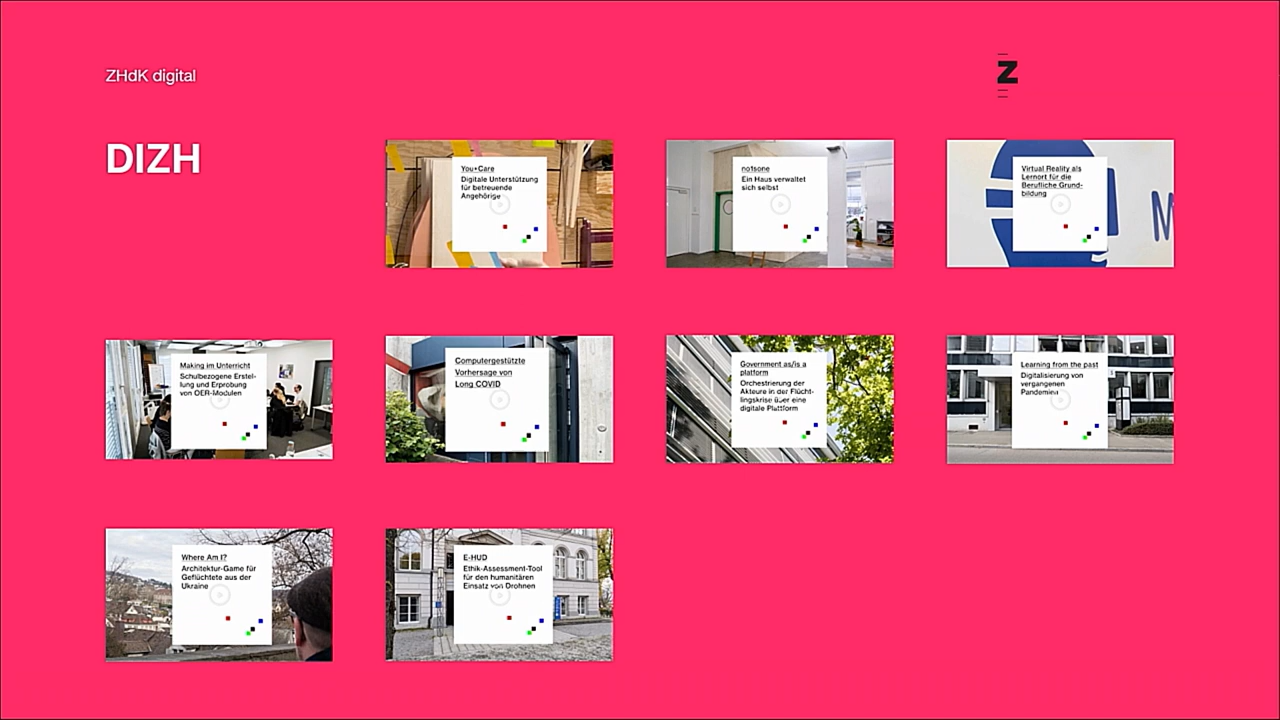 ZHdK digital
Z
DIZH
You+Care
Digitale Unterstützung
für betreuende
Angehörige
no1sone
Ein Haus verwaltet
sich selbst
Virtual Reality als
Lernort für die
Berufliche Grund-
bildung
M
Making im Unterricht
Schulbezogene Erstel-
lung und Erprobung
von OER-Modulen
Computergestützte
Vorhersage von
Long COVID
Government as/is a
platform
Orchestrierung der
Akteure in der Flücht-
lingskrise über eine
digitale Plattform
Learning from the past
Digitalisierung von
vergangenen
Pandemien
Where Am I?
Architektur-Game für
Geflüchtete aus der
Ukraine
E-HUD
Ethik-Assessment-Tool
für den humanitären
Einsatz von Drohnen